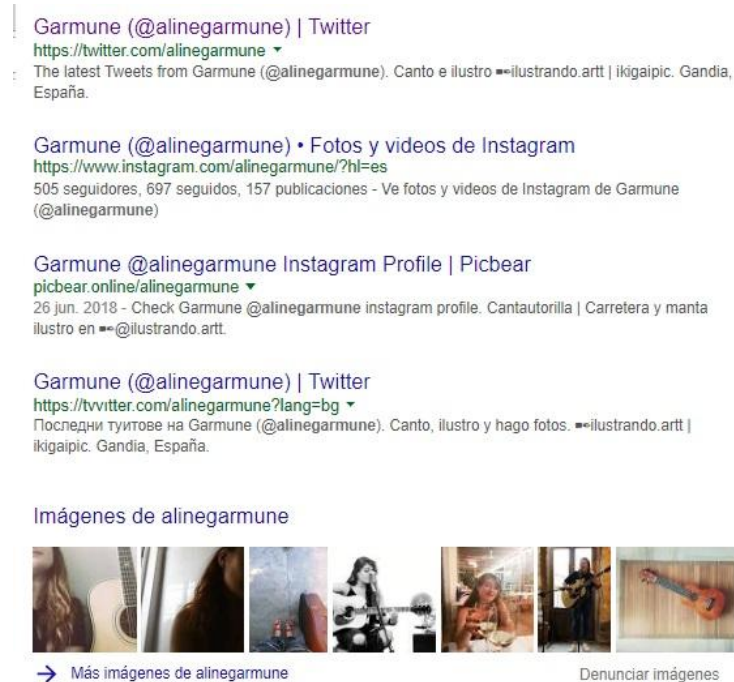 Garmune (@alinegarmune) | Twitter
https://twitter.com/alinegarmune
The latest Tweets from Garmune (@alinegarmune). Canto e ilustro ✒ilustrando.artt | ikigaipic. Gandia,
España.
Garmune (@alinegarmune) • Fotos y videos de Instagram
https://www.instagram.com/alinegarmune/?hl=es
505 seguidores, 697 seguidos, 157 publicaciones - Ve fotos y videos de Instagram de Garmune
(@alinegarmune)
Garmune @alinegarmune Instagram Profile | Picbear
picbear.online/alinegarmune
26 jun. 2018 - Check Garmune @alinegarmune instagram profile. Cantautorilla | Carretera y manta
ilustro en ✒@ilustrando.artt.
Garmune (@alinegarmune) | Twitter
https://tvvitter.com/alinegarmune?lang=bg
Последни туитове на Garmune (@alinegarmune). Canto, ilustro y hago fotos. ✒ilustrando.artt |
ikigaipic. Gandia, España.
Imágenes de alinegarmune
Más imágenes de alinegarmune
Denunciar imágenes